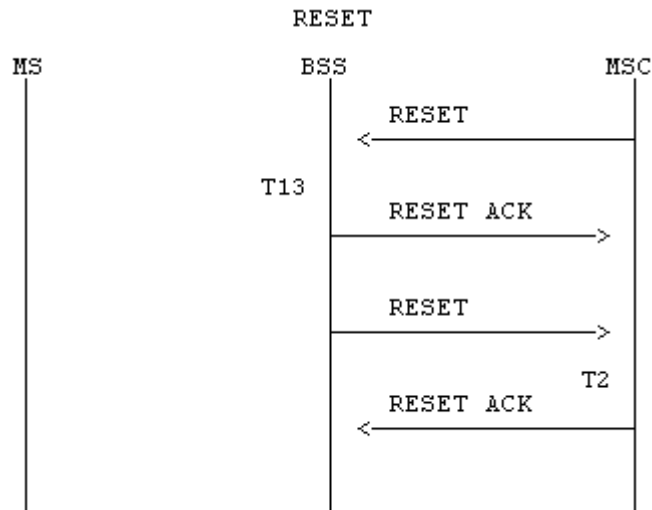 RESET
MS BSS MSC
RESET
T13
RESET ACK
RESET
T2
RESET ACK